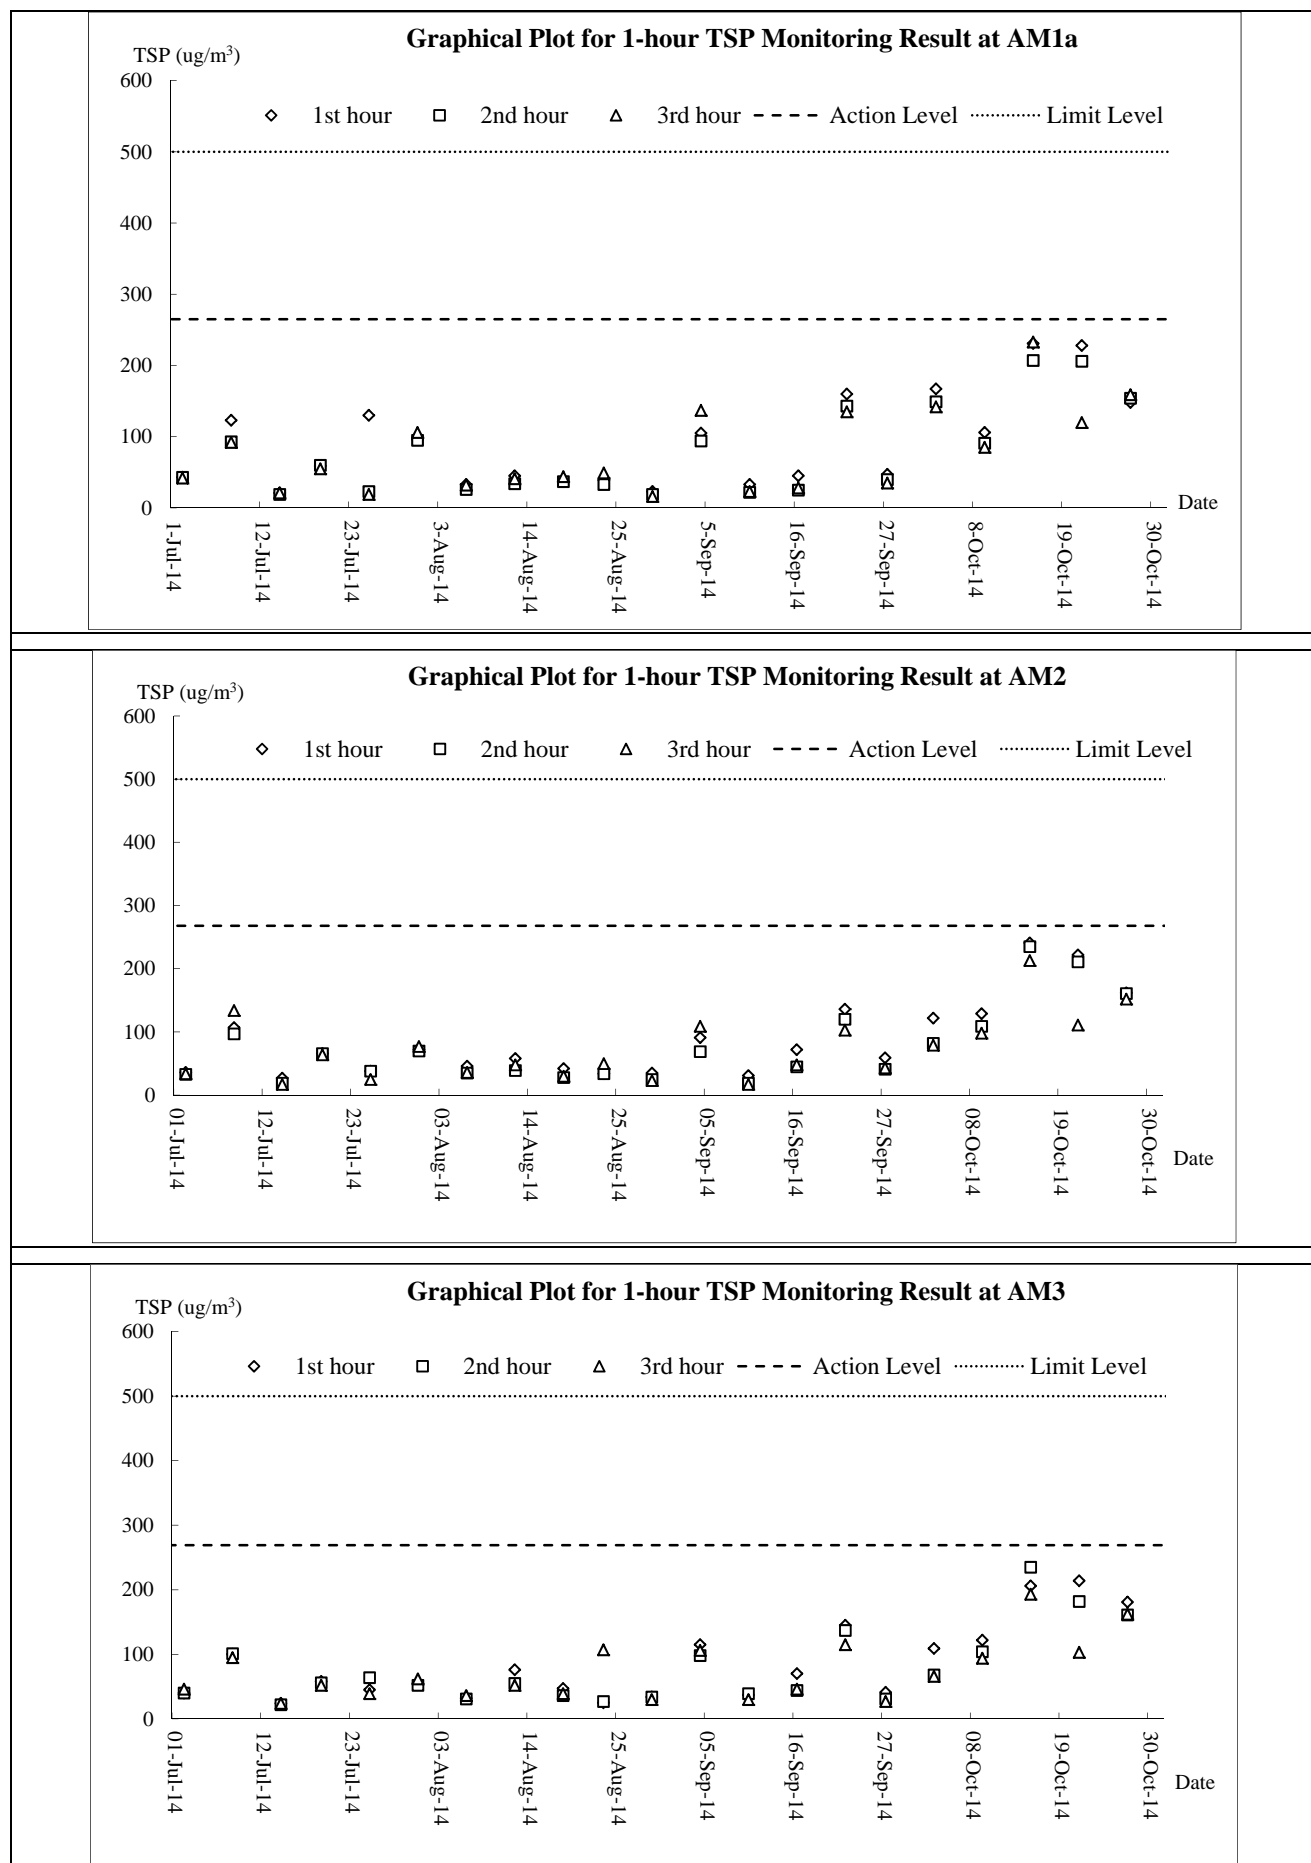 Graphical Plot for 1-hour TSP Monitoring Result at AM1a
TSP (ug/m³)
600
1st hour 2nd hour 3rd hour Action Level Limit Level
500
400
300
200
100
0
Date
1-Jul-14 12-Jul-14 23-Jul-14 3-Aug-14 14-Aug-14 25-Aug-14 5-Sep-14 16-Sep-14 27-Sep-14 8-Oct-14 19-Oct-14 30-Oct-14
Graphical Plot for 1-hour TSP Monitoring Result at AM2
TSP (ug/m³)
600
1st hour 2nd hour 3rd hour Action Level Limit Level
500
400
300
200
100
0
01-Jul-14 12-Jul-14 23-Jul-14 03-Aug-14 14-Aug-14 25-Aug-14 05-Sep-14 16-Sep-14 27-Sep-14 08-Oct-14 19-Oct-14 30-Oct-14
Date
Graphical Plot for 1-hour TSP Monitoring Result at AM3
TSP (ug/m³)
600
1st hour 2nd hour 3rd hour Action Level Limit Level
500
400
300
200
100
0
01-Jul-14 12-Jul-14 23-Jul-14 03-Aug-14 14-Aug-14 25-Aug-14 05-Sep-14 16-Sep-14 27-Sep-14 08-Oct-14 19-Oct-14 30-Oct-14
Date